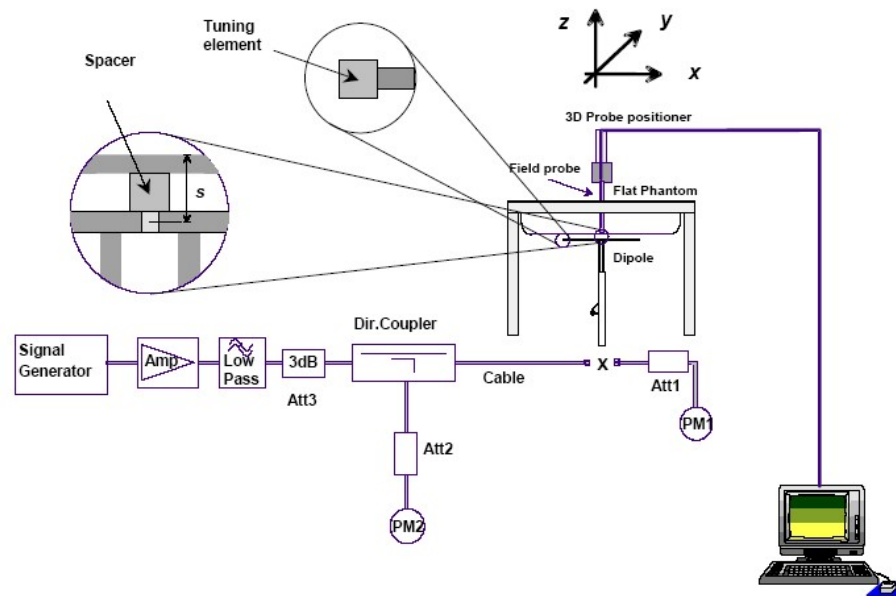 Tuning
element
z
y
x
Spacer
3D Probe positioner
Field probe
s
Flat Phantom
Dipole
Dir.Coupler
Signal
Generator
Amp
Low
Pass
3dB
Att3
Cable
x
Att1
PM1
Att2
PM2